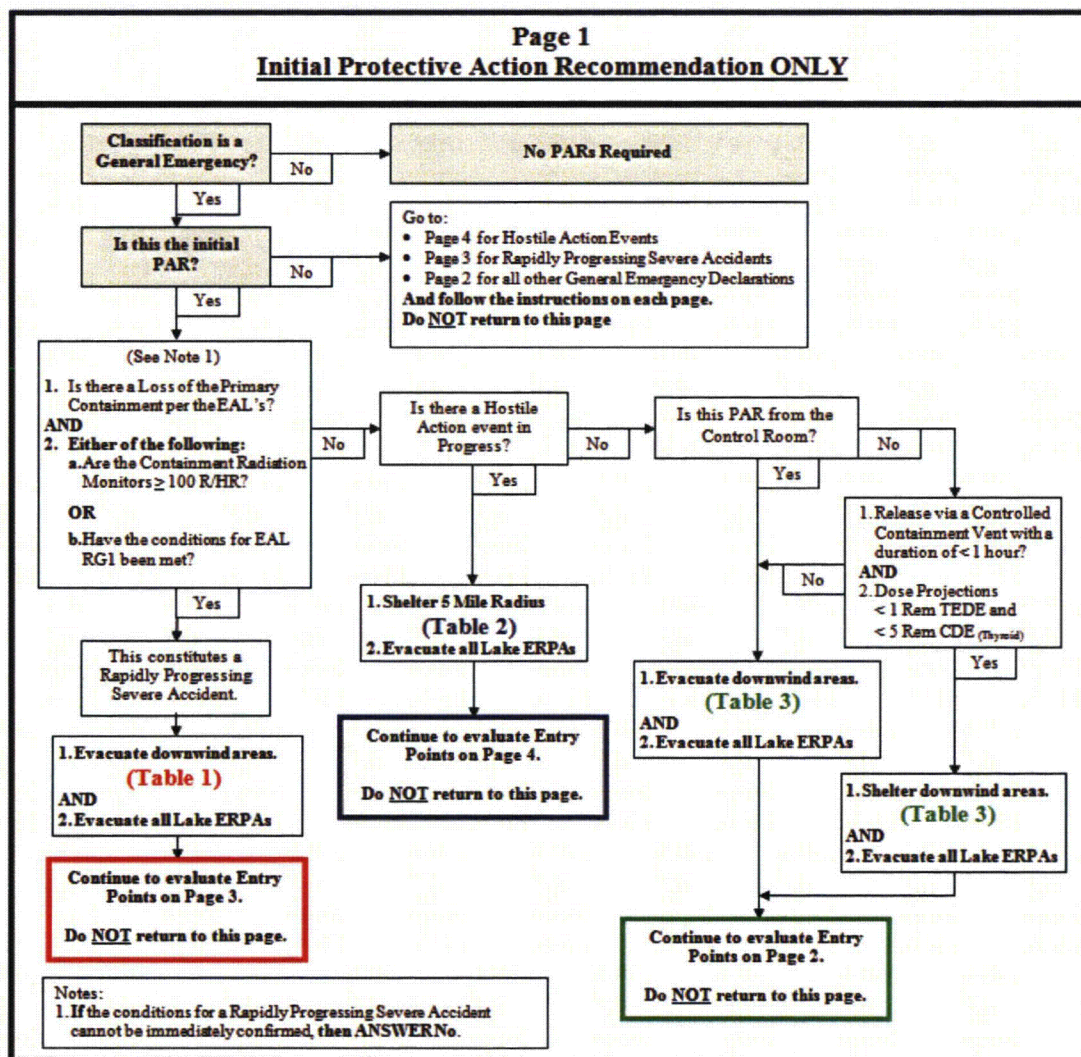 Page 1
Initial Protective Action Recommendation ONLY
Classification is a
General Emergency?
No
No PARs Required
Yes
Is this the initial
PAR?
No
Go to:
• Page 4 for Hostile Action Events
• Page 3 for Rapidly Progressing Severe Accidents
• Page 2 for all other General Emergency Declarations
And follow the instructions on each page.
Do NOT return to this page
Yes
(See Note 1)
1. Is there a Loss of the Primary
Containment per the EAL's?
AND
2. Either of the following:
a. Are the Containment Radiation
Monitors ≥ 100 R/HR?
OR
b. Have the conditions for EAL
RG1 been met?
No
Is there a Hostile
Action event in
Progress?
No
Is this PAR from the
Control Room?
No
Yes
Yes
1. Release via a Controlled
Containment Vent with a
duration of < 1 hour?
AND
2. Dose Projections
< 1 Rem TEDE and
< 5 Rem CDE (Thyroid)
No
Yes
Yes
This constitutes a
Rapidly Progressing
Severe Accident.
1. Shelter 5 Mile Radius
(Table 2)
2. Evacuate all Lake ERPAs
1. Evacuate downwind areas.
(Table 3)
AND
2. Evacuate all Lake ERPAs
1. Evacuate downwind areas.
(Table 1)
AND
2. Evacuate all Lake ERPAs
Continue to evaluate Entry
Points on Page 4.
Do NOT return to this page.
1. Shelter downwind areas.
(Table 3)
AND
2. Evacuate all Lake ERPAs
Continue to evaluate Entry
Points on Page 3.
Do NOT return to this page.
Continue to evaluate Entry
Points on Page 2.
Do NOT return to this page.
Notes:
1. If the conditions for a Rapidly Progressing Severe Accident
cannot be immediately confirmed, then ANSWER No.